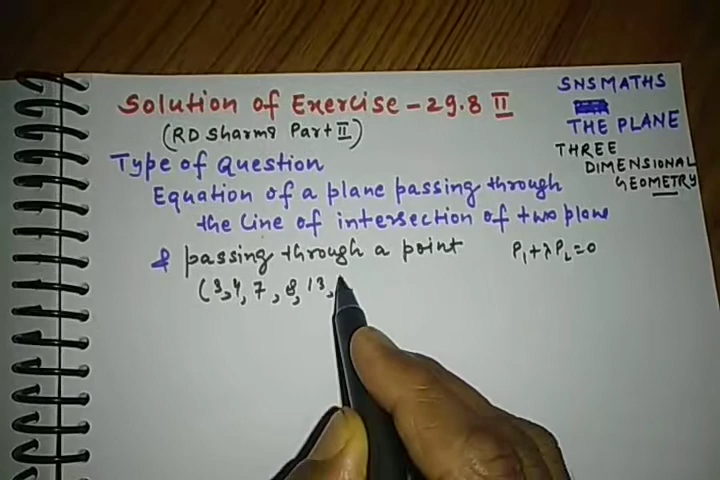 Solution of Exercise-29.8 II
(RD Sharma Part II)
SNSMATHS
THE PLANE
THREE
DIMENSIONAL
GEOMETRY
Type of Question
Equation of a plane passing through
the line of intersection of two plane
& passing through a point
P₁+λP₂=0
(3,4,7,8,13,